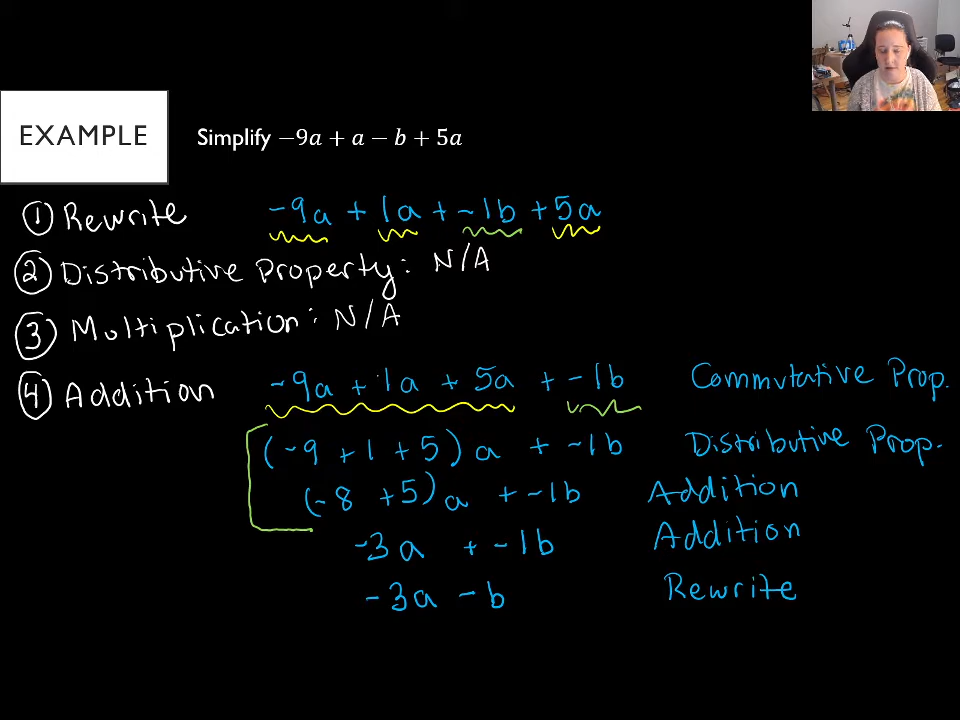 EXAMPLE
Simplify −9a + a − b + 5a
① Rewrite -9a + 1a + -1b + 5a
② Distributive Property: N/A
③ Multiplication: N/A
④ Addition -9a + 1a + 5a + -1b Commutative Prop.
(-9 + 1 + 5)a + -1b Distributive Prop.
(-8 + 5)a + -1b Addition
-3a + -1b Addition
-3a - b Rewrite